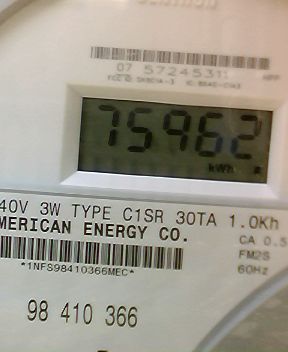 07 57245311
75962
kWh
40V 3W TYPE C1SR 30TA 1.0Kh
MERICAN ENERGY CO.
CA 0.5
FM2S
60Hz
*1NFS98410366MEC*
98 410 366